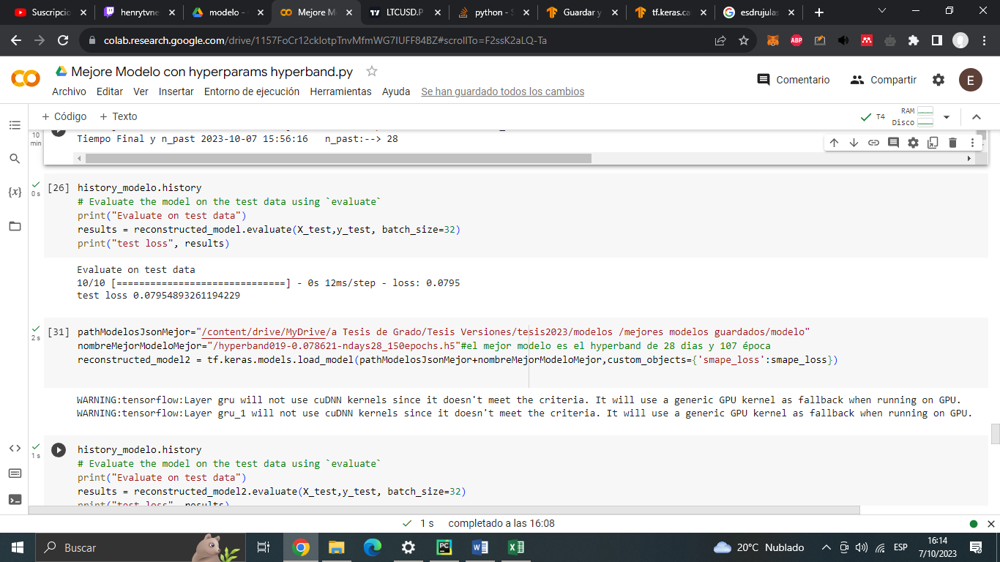 Suscripcio
henrytvne
modelo -
Mejore M
LTCUSD.P
python - S
Guardar y
tf.keras.ca
esdrujulas
colab.research.google.com/drive/1157FoCr12ckIotpTnvMfmWG7IUFF84BZ#scrollTo=F2ssK2aLQ-Ta
Mejore Modelo con hyperparams hyperband.py
Archivo Editar Ver Insertar Entorno de ejecución Herramientas Ayuda Se han guardado todos los cambios
Comentario Compartir E
+ Código + Texto
T4 RAM
Disco
10
min
Tiempo Final y n_past 2023-10-07 15:56:16 n_past:--> 28
0 s
[26] history_modelo.history
# Evaluate the model on the test data using `evaluate`
print("Evaluate on test data")
results = reconstructed_model.evaluate(X_test,y_test, batch_size=32)
print("test loss", results)
Evaluate on test data
10/10 [==============================] - 0s 12ms/step - loss: 0.0795
test loss 0.07954893261194229
2 s
[31] pathModelosJsonMejor="/content/drive/MyDrive/a Tesis de Grado/Tesis Versiones/tesis2023/modelos /mejores modelos guardados/modelo"
nombreMejorModeloMejor="/hyperband019-0.078621-ndays28_150epochs.h5"#el mejor modelo es el hyperband de 28 dias y 107 época
reconstructed_model2 = tf.keras.models.load_model(pathModelosJsonMejor+nombreMejorModeloMejor,custom_objects={'smape_loss':smape_loss})
WARNING:tensorflow:Layer gru will not use cuDNN kernels since it doesn't meet the criteria. It will use a generic GPU kernel as fallback when running on GPU.
WARNING:tensorflow:Layer gru_1 will not use cuDNN kernels since it doesn't meet the criteria. It will use a generic GPU kernel as fallback when running on GPU.
1 s
history_modelo.history
# Evaluate the model on the test data using `evaluate`
print("Evaluate on test data")
results = reconstructed_model2.evaluate(X_test,y_test, batch_size=32)
print("test loss", results)
1 s completado a las 16:08
Buscar
20°C Nublado
ESP
16:14
7/10/2023